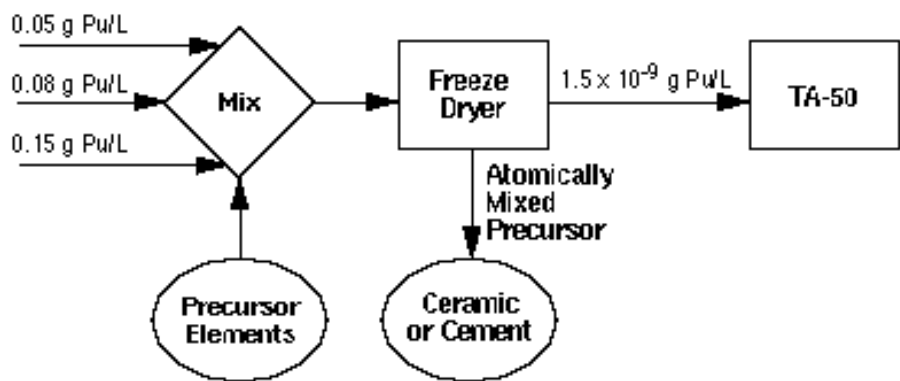 0.05 g Pu/L
0.08 g Pu/L
0.15 g Pu/L
Mix
Freeze
Dryer
1.5 x 10⁻⁹ g Pu/L
TA-50
Atomically
Mixed
Precursor
Precursor
Elements
Ceramic
or Cement